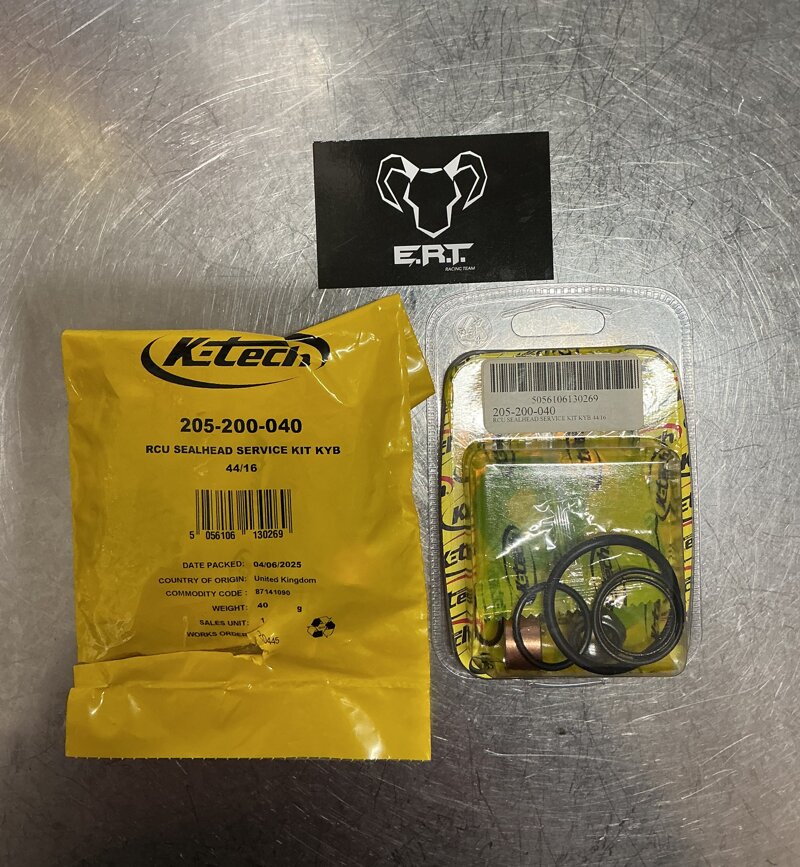 E.R.T.
RACING TEAM
K-tech
205-200-040
RCU SEALHEAD SERVICE KIT KYB
44/16
5 056106 130269
DATE PACKED: 04/06/2025
COUNTRY OF ORIGIN: United Kingdom
COMMODITY CODE : 87141090
WEIGHT: 40 g
SALES UNIT: 1
WORKS ORDER
5056106130269
205-200-040
RCU SEALHEAD SERVICE KIT KYB 44/16
K-tech
K-tech